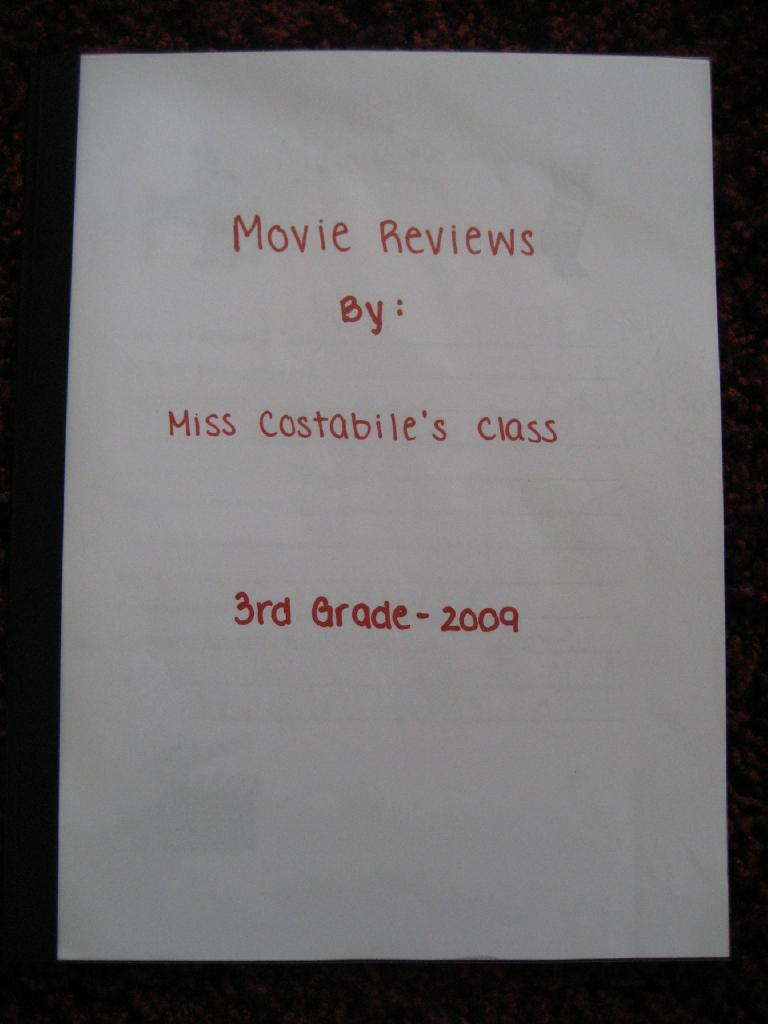 Movie Reviews
By:
Miss Costabile's class
3rd Grade - 2009